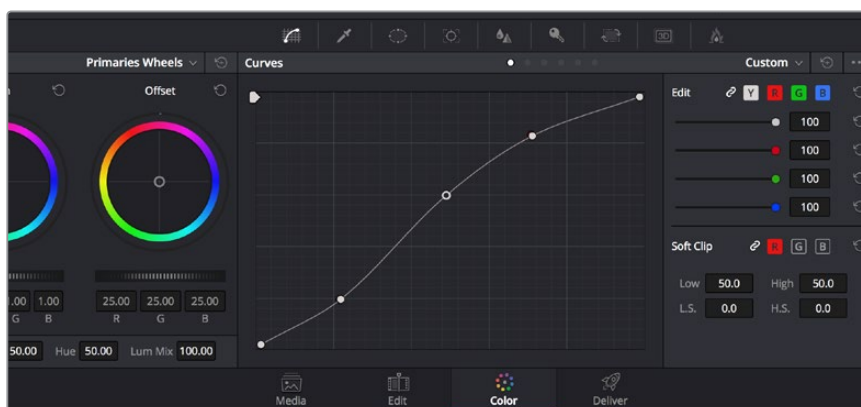 Primaries Wheels
Curves
Custom
Offset
Edit
Y R G B
100
100
100
100
Soft Clip
R G B
Low 50.0 High 50.0
L.S. 0.0 H.S. 0.0
1.00 25.00 25.00 25.00
G B R G B
50.00 Hue 50.00 Lum Mix 100.00
3D
Media
Edit
Color
Deliver